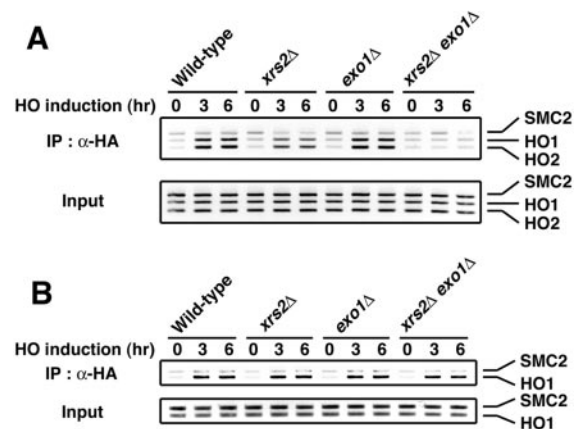 A
Wild-type xrs2Δ exo1Δ xrs2Δ exo1Δ
HO induction (hr) 0 3 6 0 3 6 0 3 6 0 3 6
IP : α-HA
SMC2
HO1
HO2
Input
SMC2
HO1
HO2
B
Wild-type xrs2Δ exo1Δ xrs2Δ exo1Δ
HO induction (hr) 0 3 6 0 3 6 0 3 6 0 3 6
IP : α-HA
SMC2
HO1
Input
SMC2
HO1